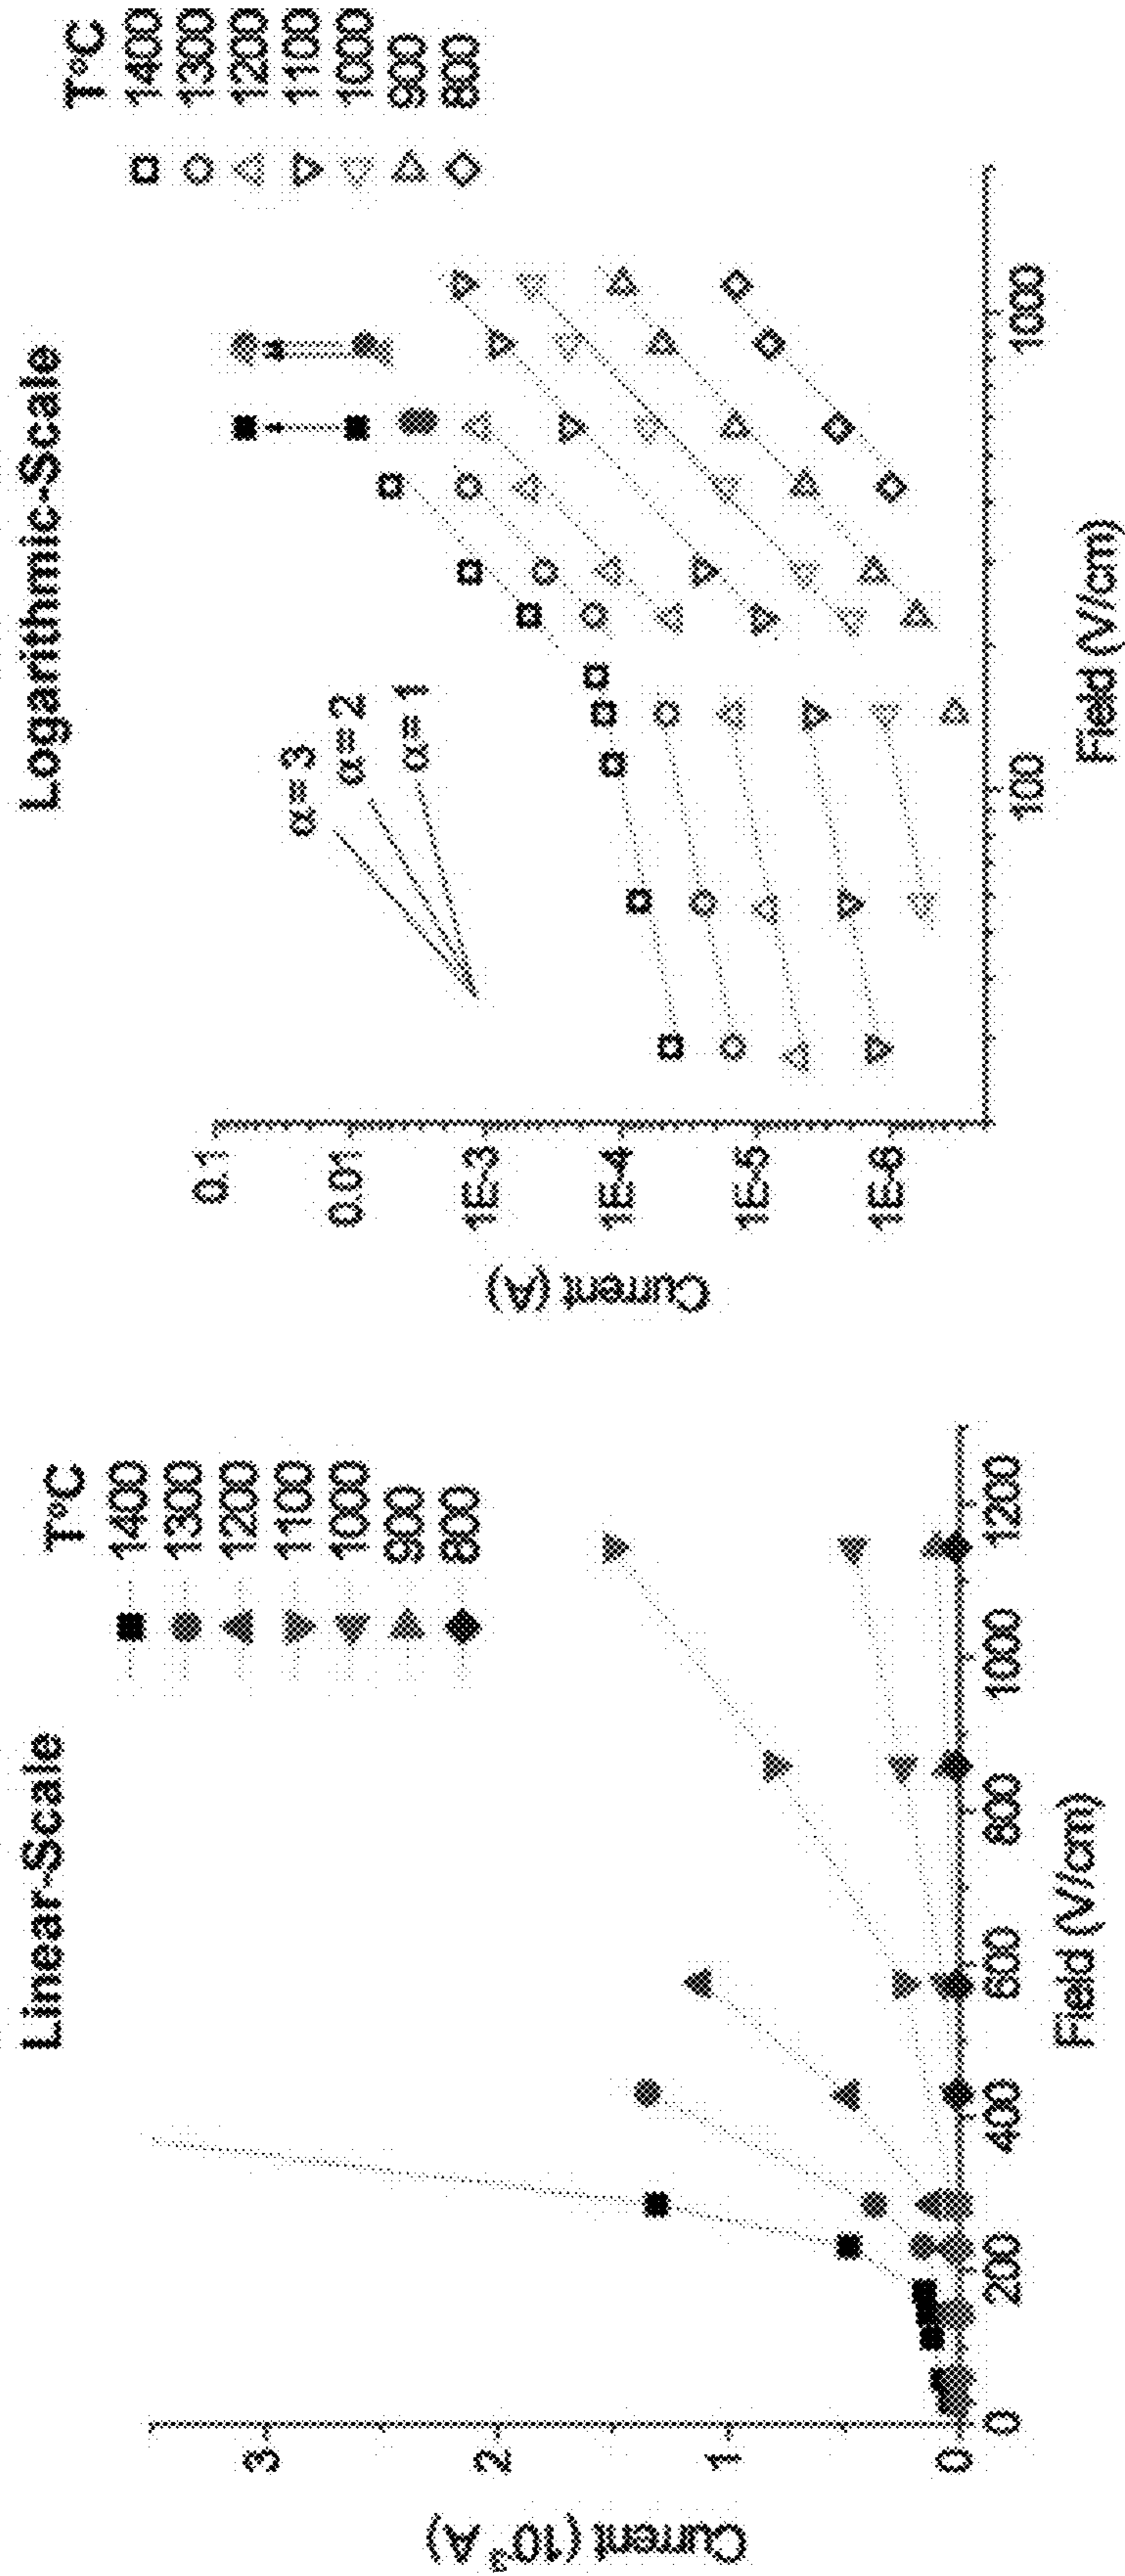 Linear-Scale
T°C
1400
1300
1200
1100
1000
900
800
3
2
1
0
Current (10⁻³ A)
0
200
400
600
800
1000
1200
Field (V/cm)
Logarithmic-Scale
T°C
1400
1300
1200
1100
1000
900
800
α= 3
α= 2
α= 1
0.1
0.01
1E-3
1E-4
1E-5
1E-6
Current (A)
100
1000
Field (V/cm)